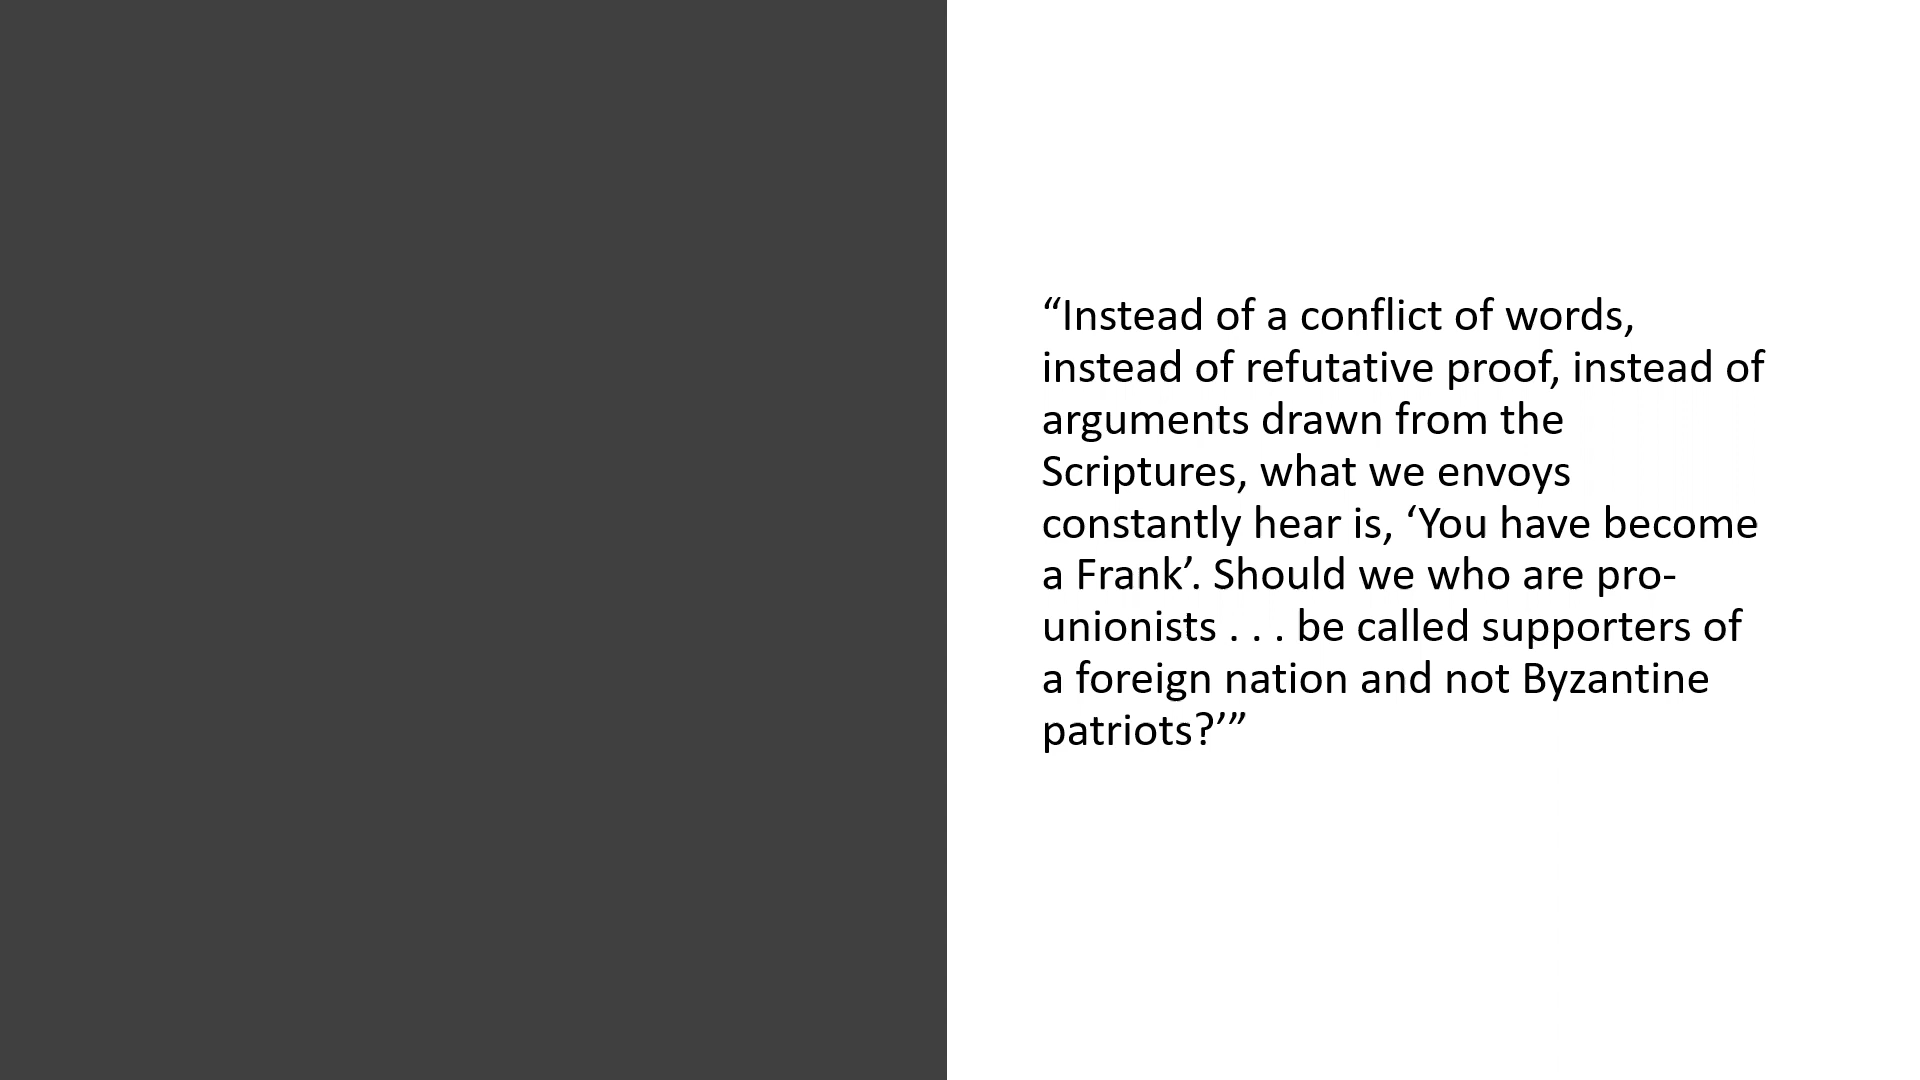 “Instead of a conflict of words,
instead of refutative proof, instead of
arguments drawn from the
Scriptures, what we envoys
constantly hear is, ‘You have become
a Frank’. Should we who are pro-
unionists . . . be called supporters of
a foreign nation and not Byzantine
patriots?’”